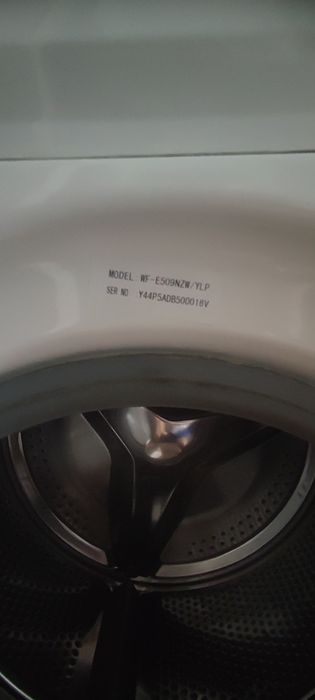 MODEL WF-E509NZW/YLP
SER NO Y44P5ADB500018V